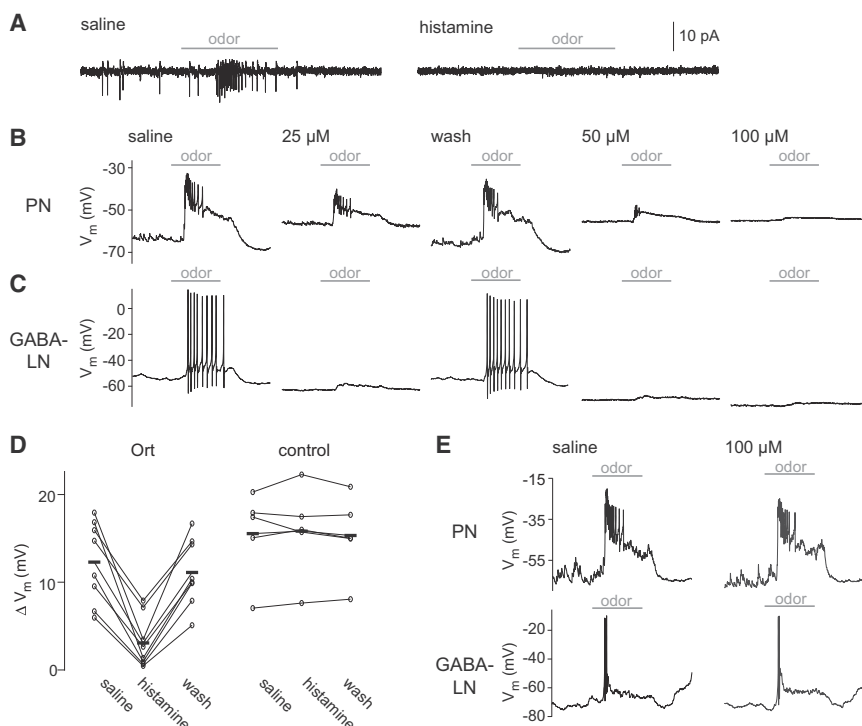 A
saline
histamine
odor
odor
10 pA
B
saline
25 µM
wash
50 µM
100 µM
odor
odor
odor
odor
odor
PN
Vm (mV)
-30
-50
-70
C
odor
odor
odor
odor
odor
GABA-
LN
Vm (mV)
0
-20
-40
-60
D
Ort
control
Δ Vm (mV)
20
10
0
saline
histamine
wash
saline
histamine
wash
E
saline
100 µM
odor
odor
PN
Vm (mV)
-15
-35
-55
odor
odor
GABA-
LN
Vm (mV)
-20
-40
-60
-80